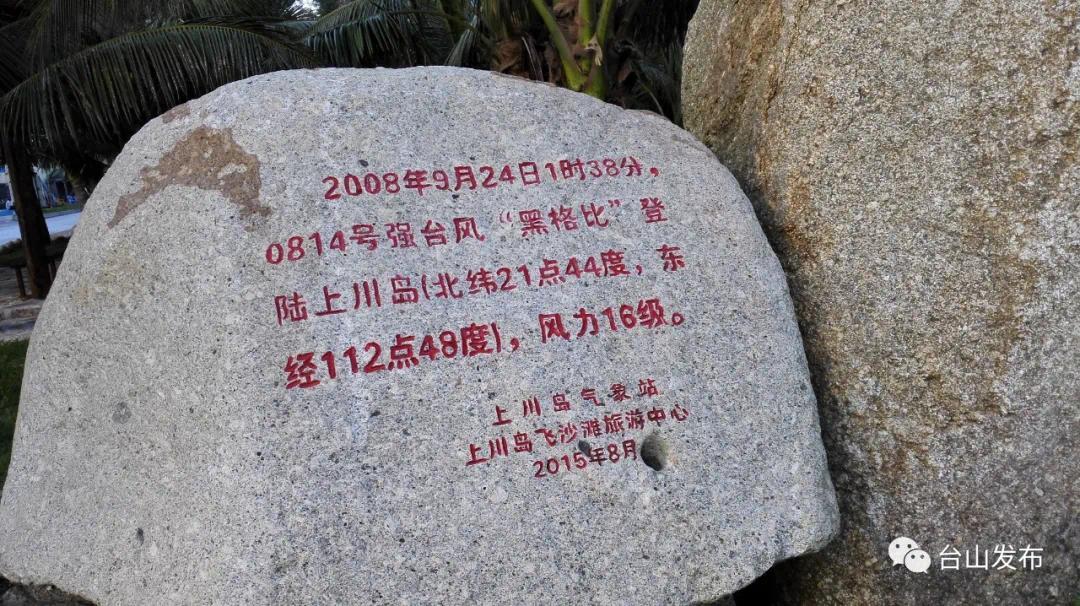 2008年9月24日1时38分，
0814号强台风“黑格比”登
陆上川岛(北纬21点44度，东
经112点48度)，风力16级。
上川岛气象站
上川岛飞沙滩旅游中心
2015年8月
台山发布